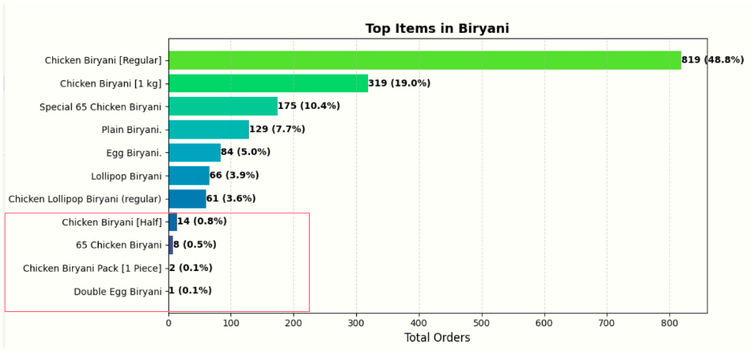 Top Items in Biryani
Chicken Biryani [Regular] 819 (48.8%)
Chicken Biryani [1 kg] 319 (19.0%)
Special 65 Chicken Biryani 175 (10.4%)
Plain Biryani. 129 (7.7%)
Egg Biryani. 84 (5.0%)
Lollipop Biryani 66 (3.9%)
Chicken Lollipop Biryani (regular) 61 (3.6%)
Chicken Biryani [Half] 14 (0.8%)
65 Chicken Biryani 8 (0.5%)
Chicken Biryani Pack [1 Piece] 2 (0.1%)
Double Egg Biryani 1 (0.1%)
0 100 200 300 400 500 600 700 800
Total Orders